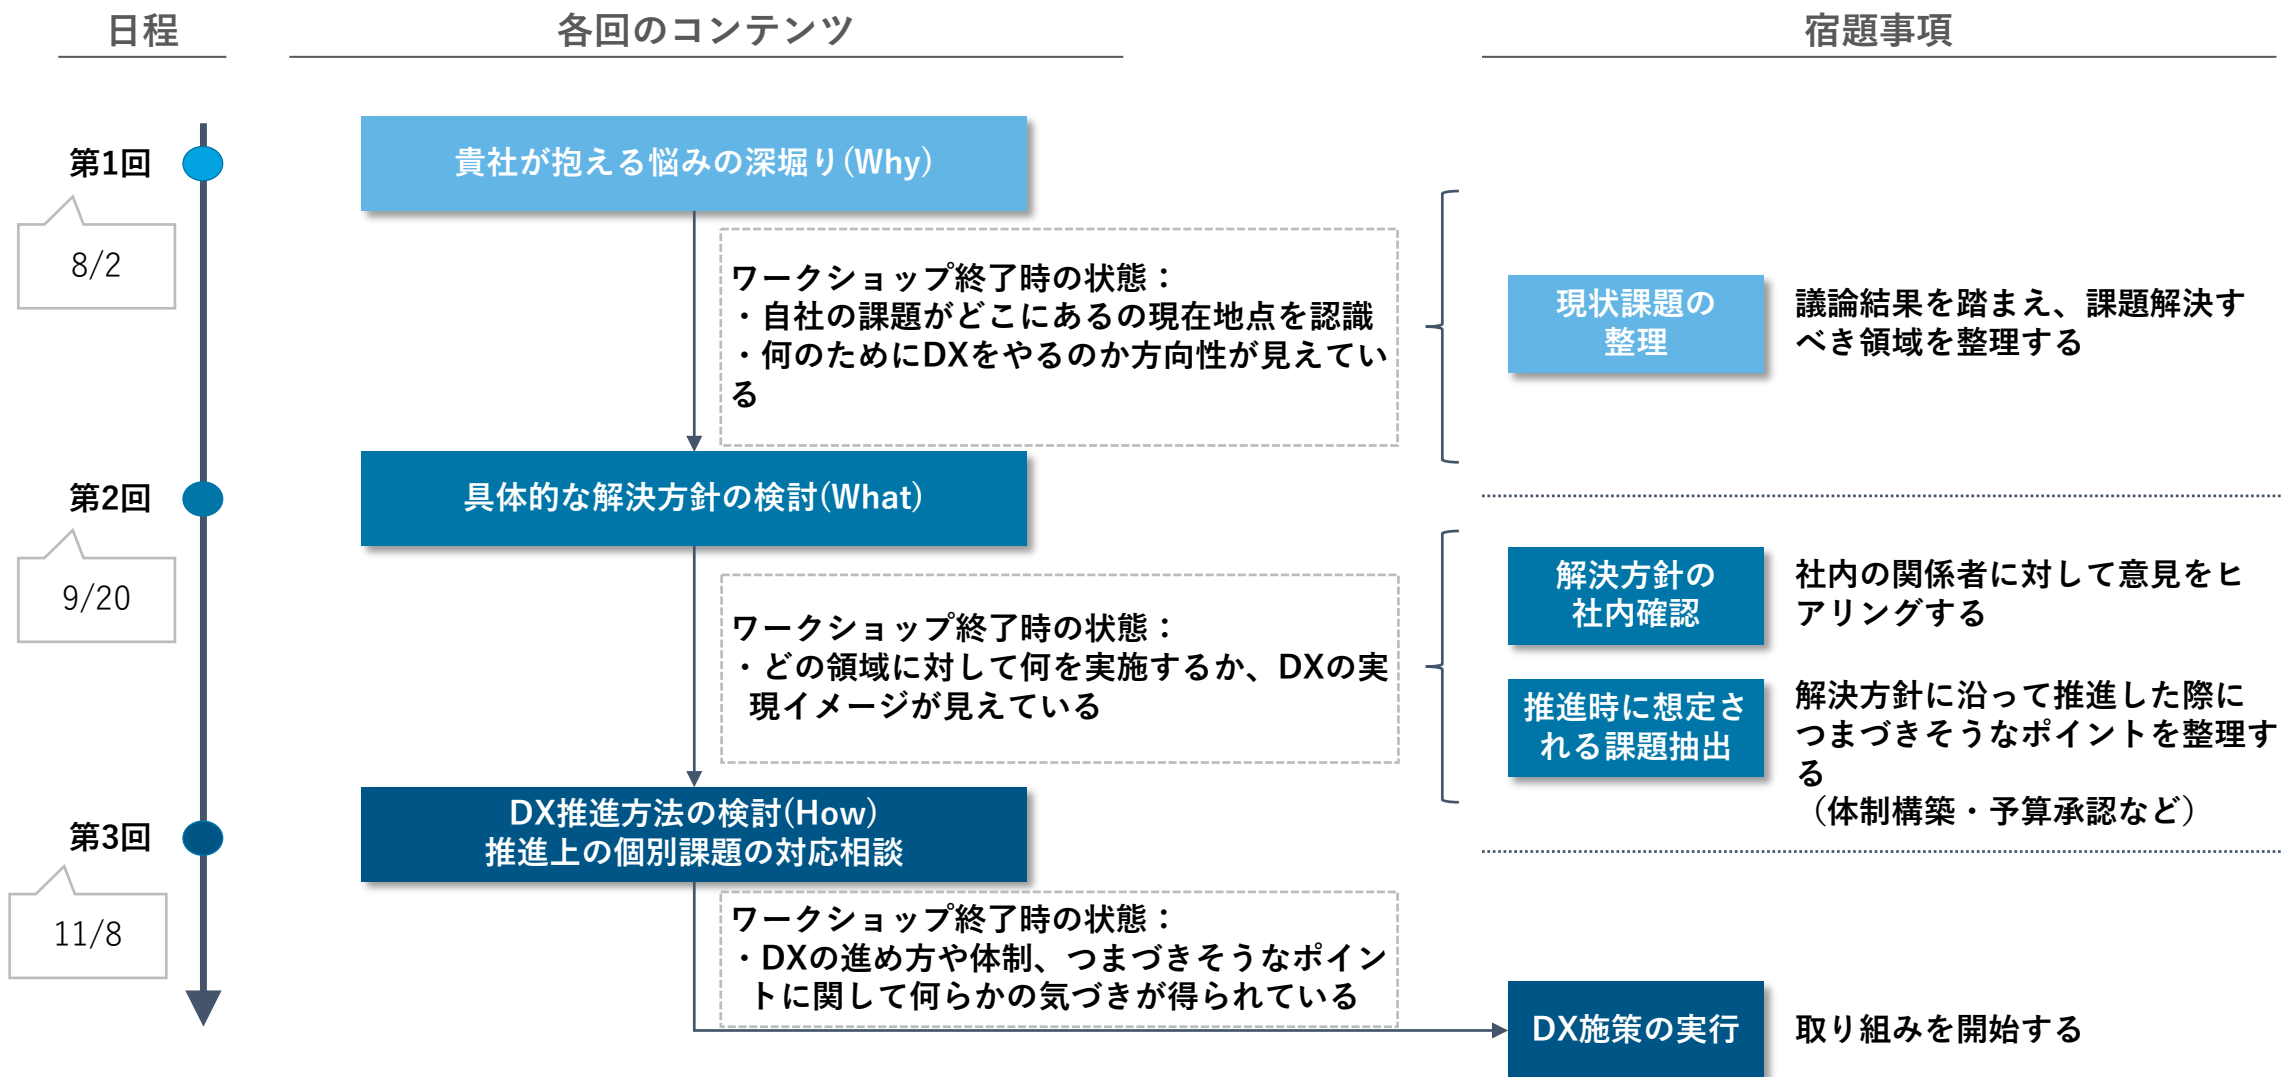 日程
各回のコンテンツ
宿題事項
第1回
8/2
貴社が抱える悩みの深堀り(Why)
ワークショップ終了時の状態：
・自社の課題がどこにあるの現在地点を認識
・何のためにDXをやるのか方向性が見えてい
る
現状課題の
整理
議論結果を踏まえ、課題解決す
べき領域を整理する
第2回
9/20
具体的な解決方針の検討(What)
ワークショップ終了時の状態：
・どの領域に対して何を実施するか、DXの実
現イメージが見えている
解決方針の
社内確認
社内の関係者に対して意見をヒ
アリングする
推進時に想定さ
れる課題抽出
解決方針に沿って推進した際に
つまづきそうなポイントを整理す
る
（体制構築・予算承認など）
第3回
11/8
DX推進方法の検討(How)
推進上の個別課題の対応相談
ワークショップ終了時の状態：
・DXの進め方や体制、つまづきそうなポイン
トに関して何らかの気づきが得られている
DX施策の実行
取り組みを開始する